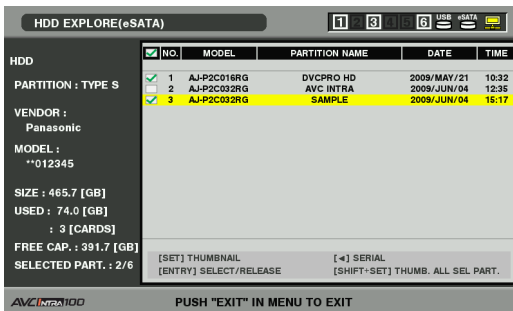 HDD EXPLORE(eSATA)
1 2 3 4 5 6 USB eSATA
HDD
PARTITION : TYPE S
VENDOR :
Panasonic
MODEL :
**012345
SIZE : 465.7 [GB]
USED : 74.0 [GB]
: 3 [CARDS]
FREE CAP. : 391.7 [GB]
SELECTED PART. : 2/6
NO. MODEL PARTITION NAME DATE TIME
1 AJ-P2C016RG DVCPRO HD 2009/MAY/21 10:32
2 AJ-P2C032RG AVC INTRA 2009/JUN/04 12:35
3 AJ-P2C032RG SAMPLE 2009/JUN/04 15:17
[SET] THUMBNAIL [◄] SERIAL
[ENTRY] SELECT/RELEASE [SHIFT+SET] THUMB. ALL SEL PART.
AVC INTRA 100 PUSH "EXIT" IN MENU TO EXIT